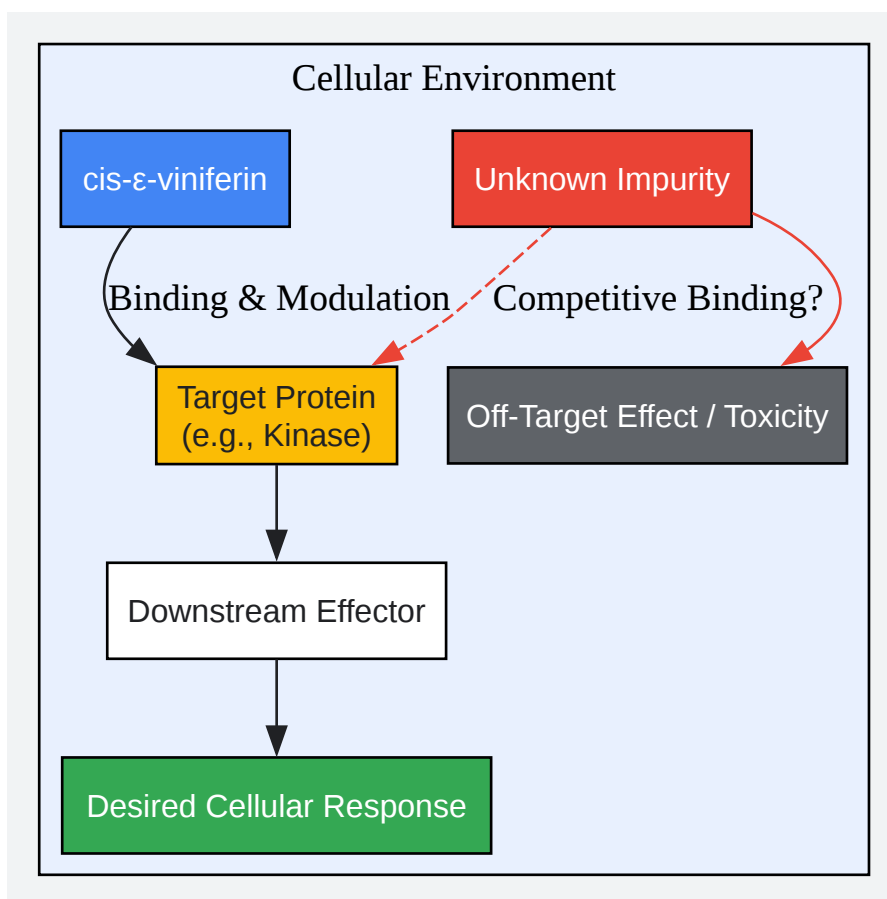 Cellular Environment
cis-ε-viniferin
Unknown Impurity
Binding & Modulation
Competitive Binding?
Target Protein
(e.g., Kinase)
Off-Target Effect / Toxicity
Downstream Effector
Desired Cellular Response